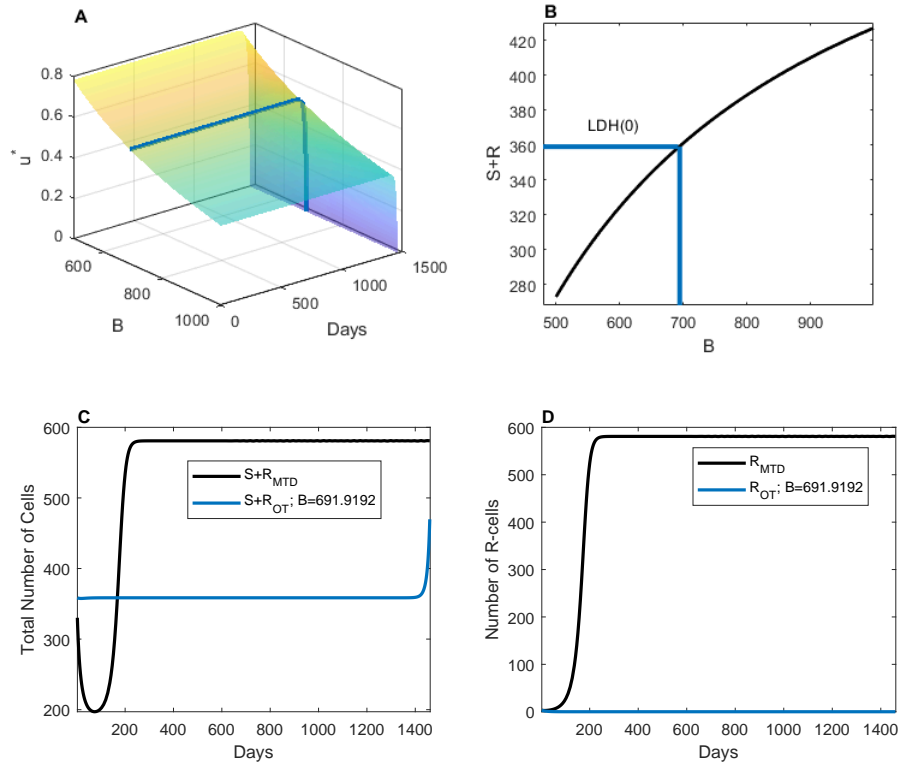 A
0.8
0.6
0.4
0.2
0
u*
600
800
1000
B
0
500
1000
1500
Days
B
420
400
380
360
340
320
300
280
S+R
LDH(0)
500
600
700
800
900
B
C
600
500
400
300
200
Total Number of Cells
S+R_MTD
S+R_OT; B=691.9192
200
400
600
800
1000
1200
1400
Days
D
600
500
400
300
200
100
0
Number of R-cells
R_MTD
R_OT; B=691.9192
200
400
600
800
1000
1200
1400
Days